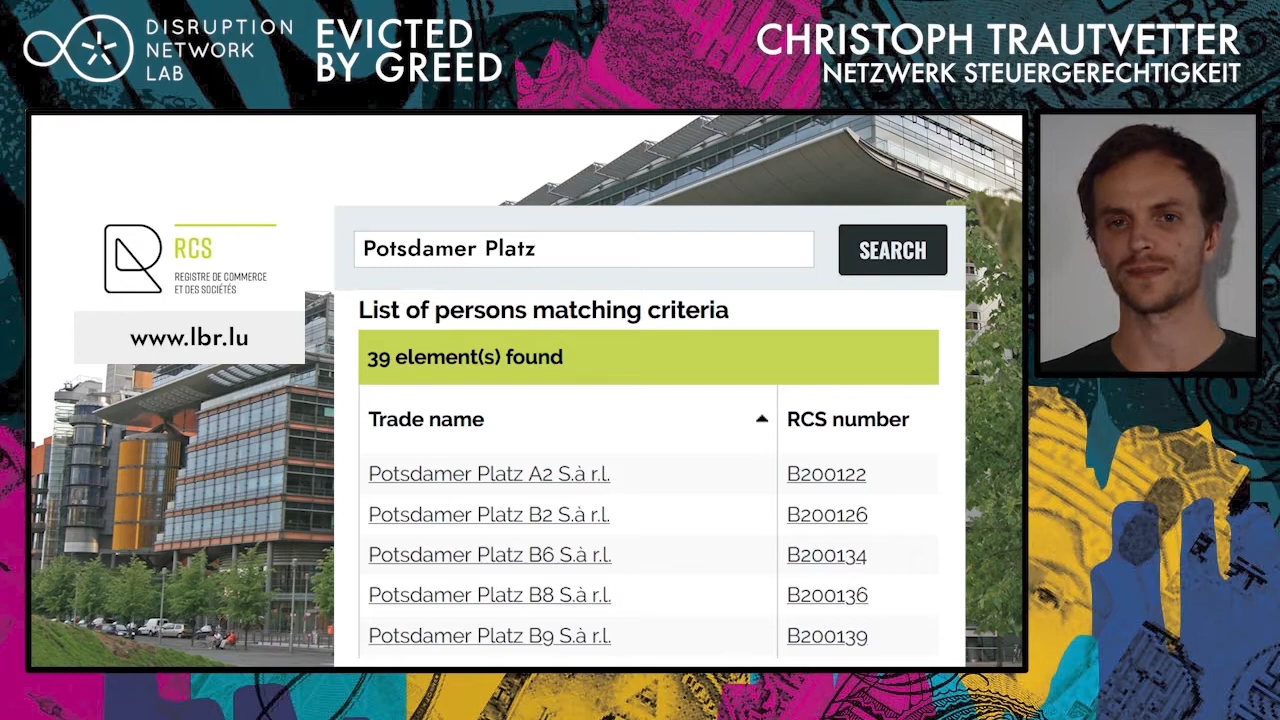 DISRUPTION
NETWORK
LAB
EVICTED
BY GREED
CHRISTOPH TRAUTVETTER
NETZWERK STEUERGERECHTIGKEIT
RCS
REGISTRE DE COMMERCE
ET DES SOCIÉTÉS
www.lbr.lu
Potsdamer Platz
SEARCH
List of persons matching criteria
39 element(s) found
Trade name
RCS number
Potsdamer Platz A2 S.à r.l.
B200122
Potsdamer Platz B2 S.à r.l.
B200126
Potsdamer Platz B6 S.à r.l.
B200134
Potsdamer Platz B8 S.à r.l.
B200136
Potsdamer Platz B9 S.à r.l.
B200139